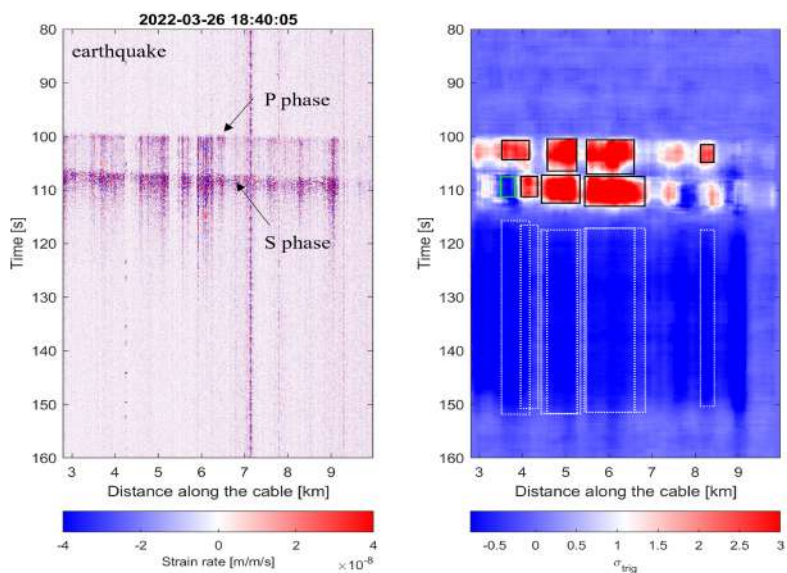 2022-03-26 18:40:05
earthquake
P phase
S phase
Time [s]
80
90
100
110
120
130
140
150
160
3 4 5 6 7 8 9
Distance along the cable [km]
-4 -2 0 2 4
Strain rate [m/m/s] ×10⁻⁸
Time [s]
80
90
100
110
120
130
140
150
160
3 4 5 6 7 8 9
Distance along the cable [km]
-0.5 0 0.5 1 1.5 2 2.5 3
σtrig